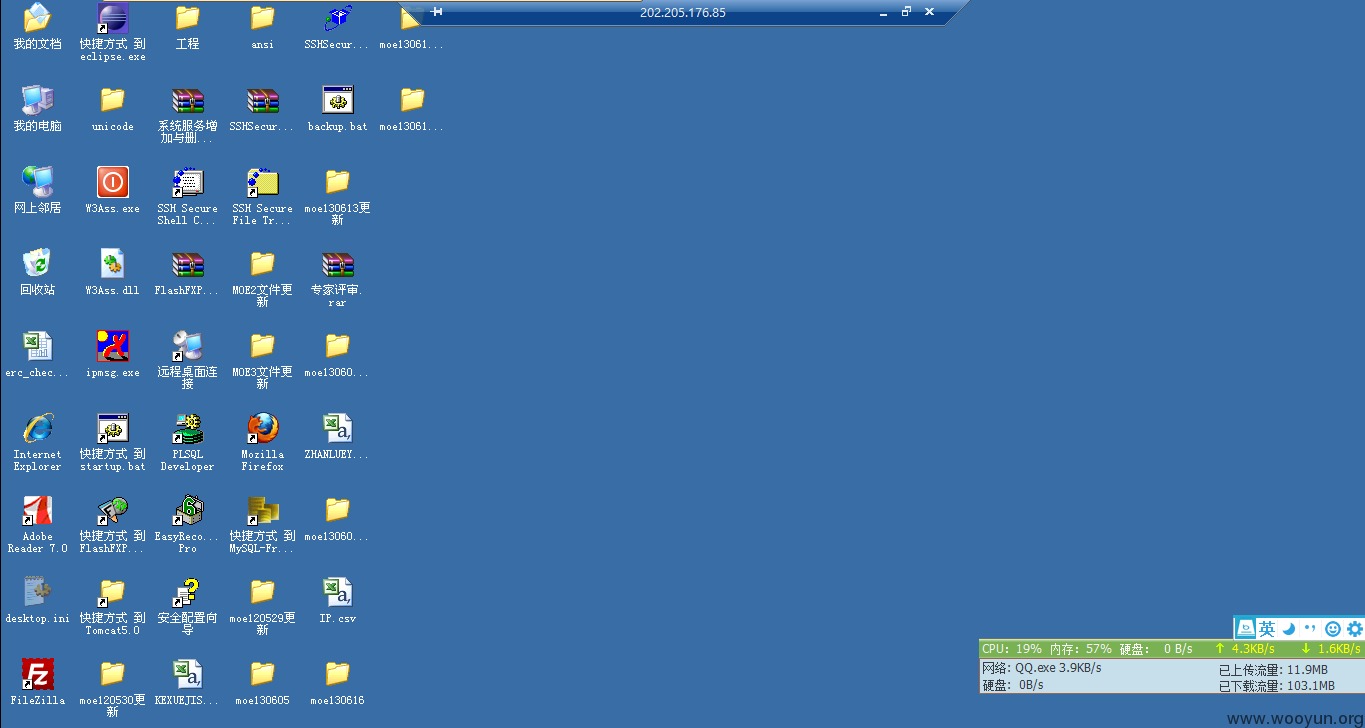 202.205.176.85
我的文档
快捷方式 到
eclipse.exe
工程
ansi
SSHSecur...
moe13061...
我的电脑
unicode
系统服务增
加与删...
SSHSecur...
backup.bat
moe13061...
网上邻居
W3Ass.exe
SSH Secure
Shell C...
SSH Secure
File Tr...
moe130613更
新
回收站
W3Ass.dll
FlashFXP...
MOE2文件更
新
专家评审.
rar
erc_chec...
ipmsg.exe
远程桌面连
接
MOE3文件更
新
moe13060...
Internet
Explorer
快捷方式 到
startup.bat
PLSQL
Developer
Mozilla
Firefox
ZHANLUEY...
Adobe
Reader 7.0
快捷方式 到
FlashFXP...
EasyReco...
Pro
快捷方式 到
MySQL-Fr...
moe13060...
desktop.ini
快捷方式 到
Tomcat5.0
安全配置向
导
moe120529更
新
IP.csv
FileZilla
moe120530更
新
KEXUEJIS...
moe130605
moe130616
英
CPU: 19% 内存: 57% 硬盘: 0 B/s ↑ 4.3KB/s ↓ 1.6KB/s
网络: QQ.exe 3.9KB/s
已上传流量: 11.9MB
硬盘: 0B/s
已下载流量: 103.1MB
www.wooyun.org